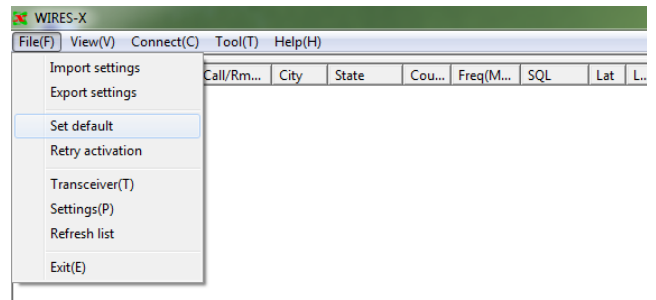 WIRES-X
File(F) View(V) Connect(C) Tool(T) Help(H)
Call/Rm... City State Cou... Freq(M... SQL Lat L...
Import settings
Export settings
Set default
Retry activation
Transceiver(T)
Settings(P)
Refresh list
Exit(E)